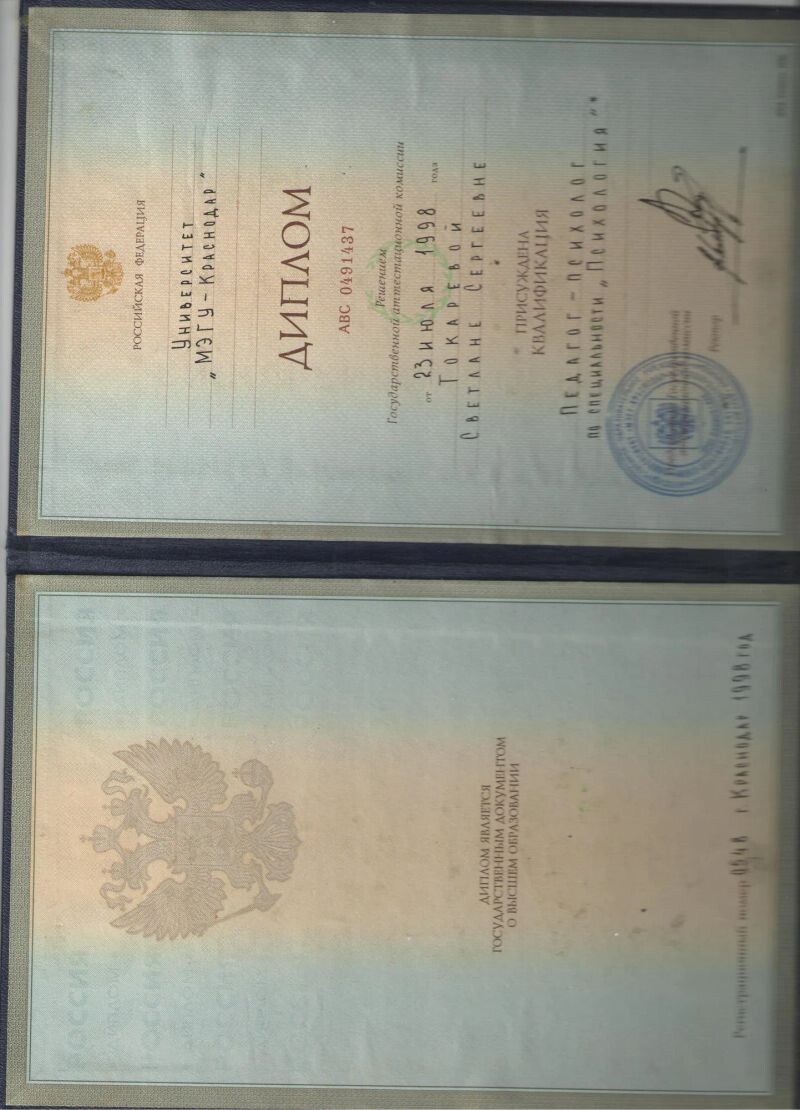 ДИПЛОМ ЯВЛЯЕТСЯ
ГОСУДАРСТВЕННЫМ ДОКУМЕНТОМ
О ВЫСШЕМ ОБРАЗОВАНИИ
Регистрационный номер г. Краснодар 1998 год
РОССИЙСКАЯ ФЕДЕРАЦИЯ
Университет
„МЭГУ-Краснодар"
ДИПЛОМ
АВС 0491437
Решением
Государственной аттестационной комиссии
от 23 июля 1998 года
Токаревой
Светлане Сергеевне
ПРИСУЖДЕНА
КВАЛИФИКАЦИЯ
Педагог-психолог
по специальности „Психология"
Ректор